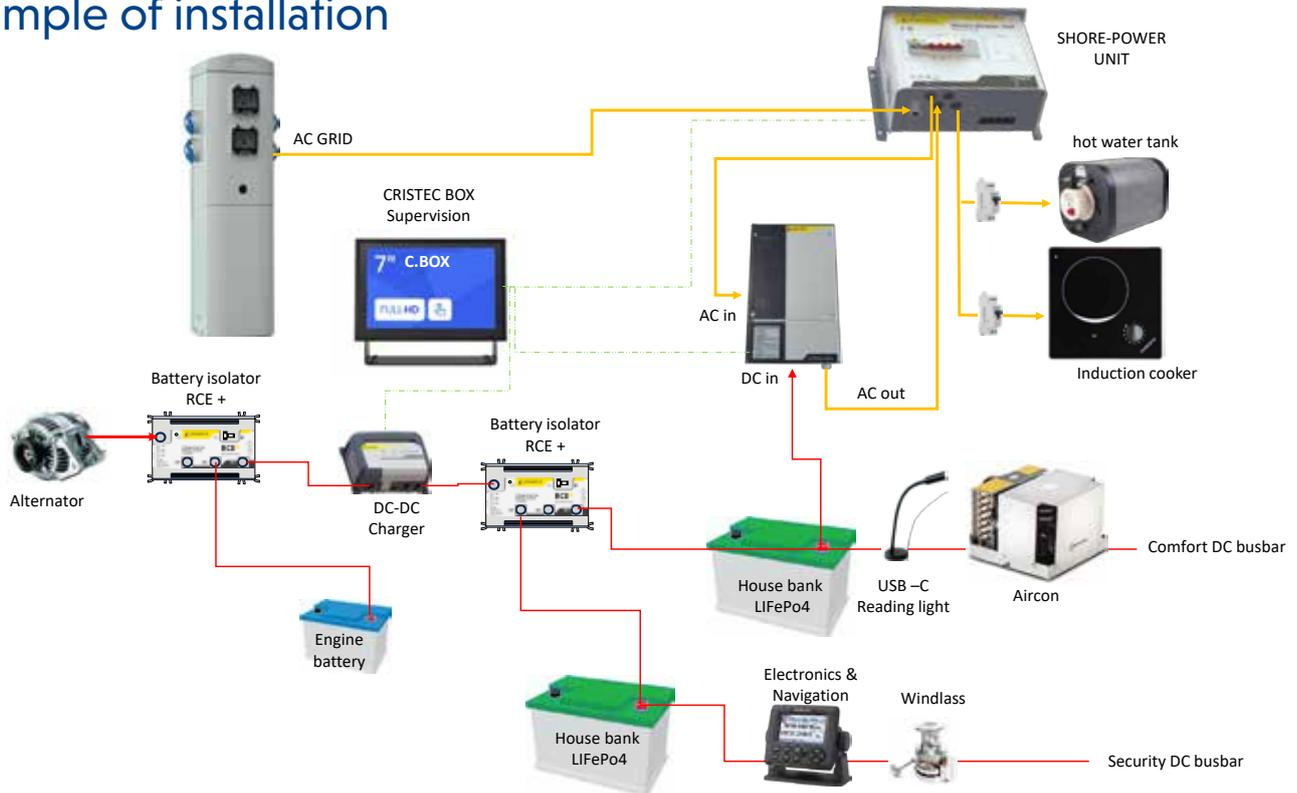 mple of installation
SHORE-POWER
UNIT
AC GRID
hot water tank
CRISTEC BOX
Supervision
7" C.BOX
FULL HD
AC in
Induction cooker
DC in
AC out
Battery isolator
RCE +
Battery isolator
RCE +
Alternator
DC-DC
Charger
Comfort DC busbar
House bank
LIFePo4
USB –C
Reading light
Aircon
Engine
battery
Electronics &
Navigation
Windlass
House bank
LIFePo4
Security DC busbar